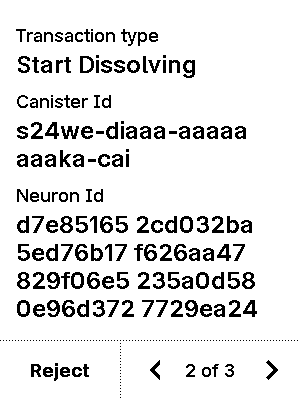 Transaction type
Start Dissolving
Canister Id
s24we-diaaa-aaaaa
aaaka-cai
Neuron Id
d7e85165 2cd032ba
5ed76b17 f626aa47
829f06e5 235a0d58
0e96d372 7729ea24
Reject
2 of 3